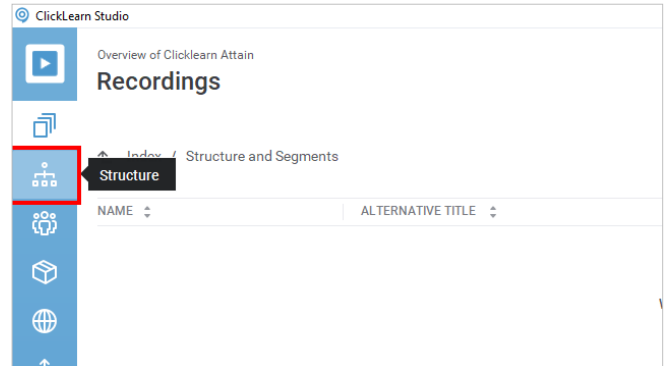 ClickLearn Studio
Overview of Clicklearn Attain
Recordings
Index / Structure and Segments
Structure
NAME
ALTERNATIVE TITLE